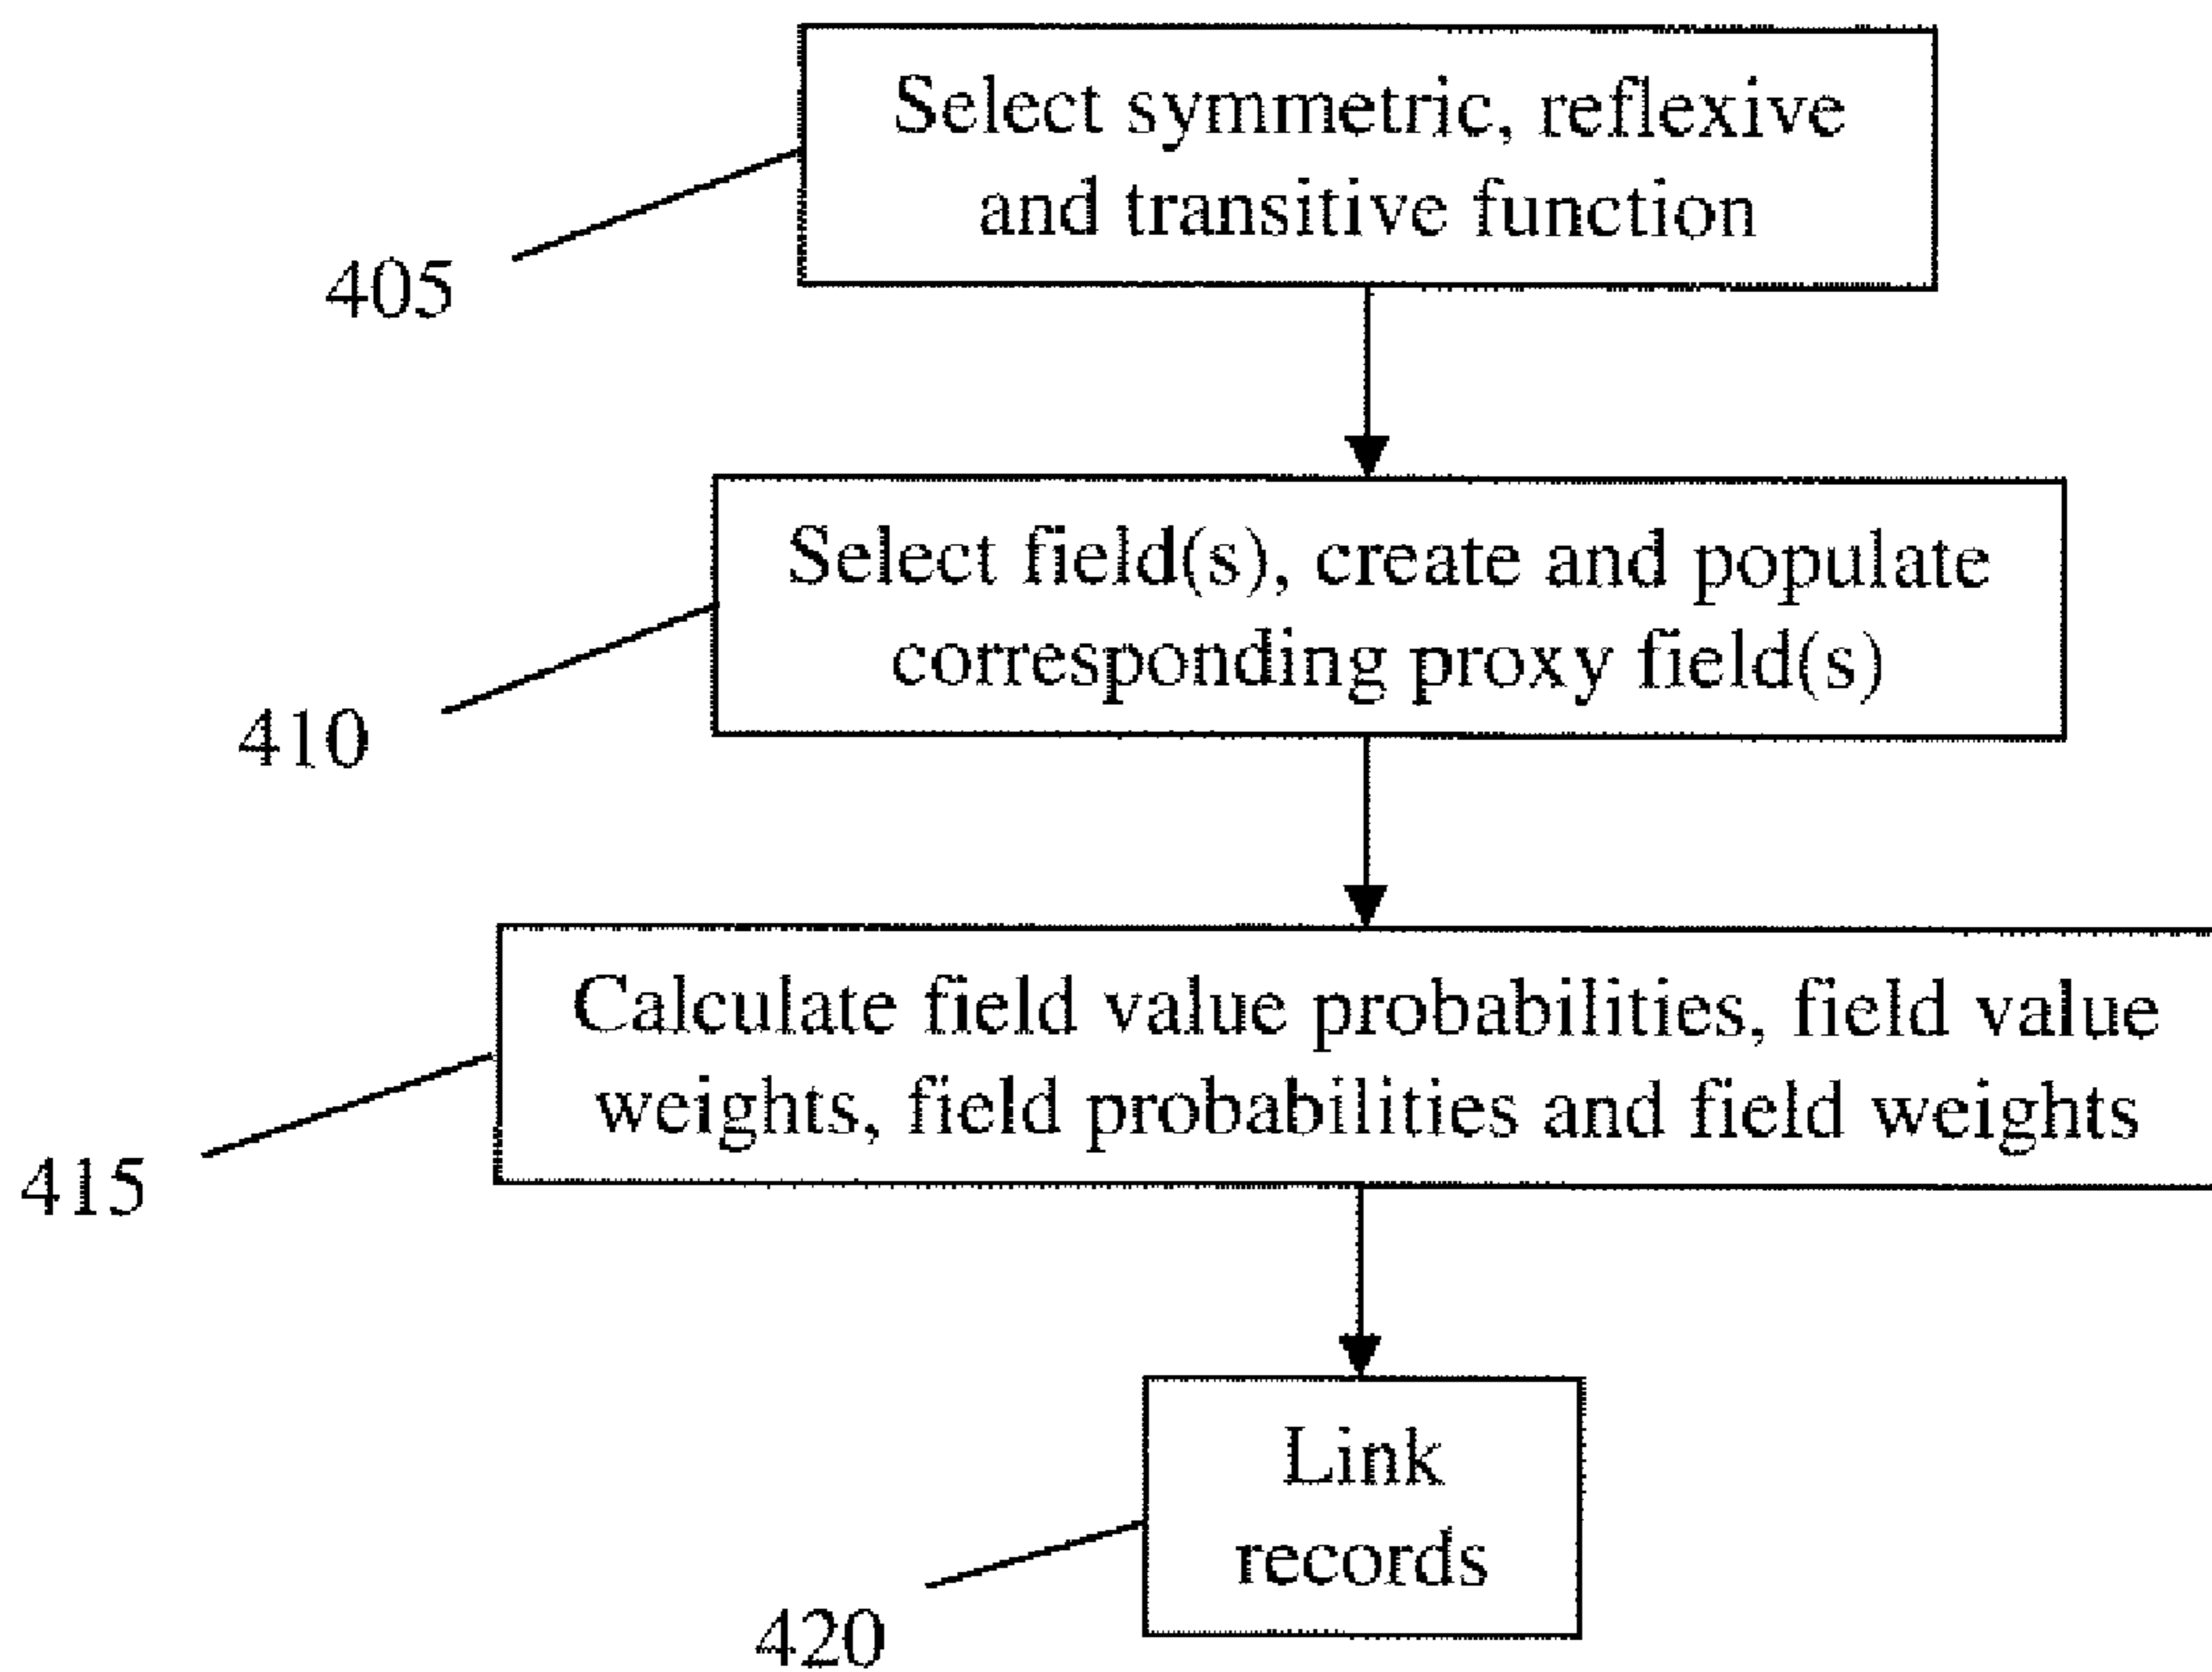 Select symmetric, reflexive
and transitive function
405
Select field(s), create and populate
corresponding proxy field(s)
410
Calculate field value probabilities, field value
weights, field probabilities and field weights
415
Link
records
420